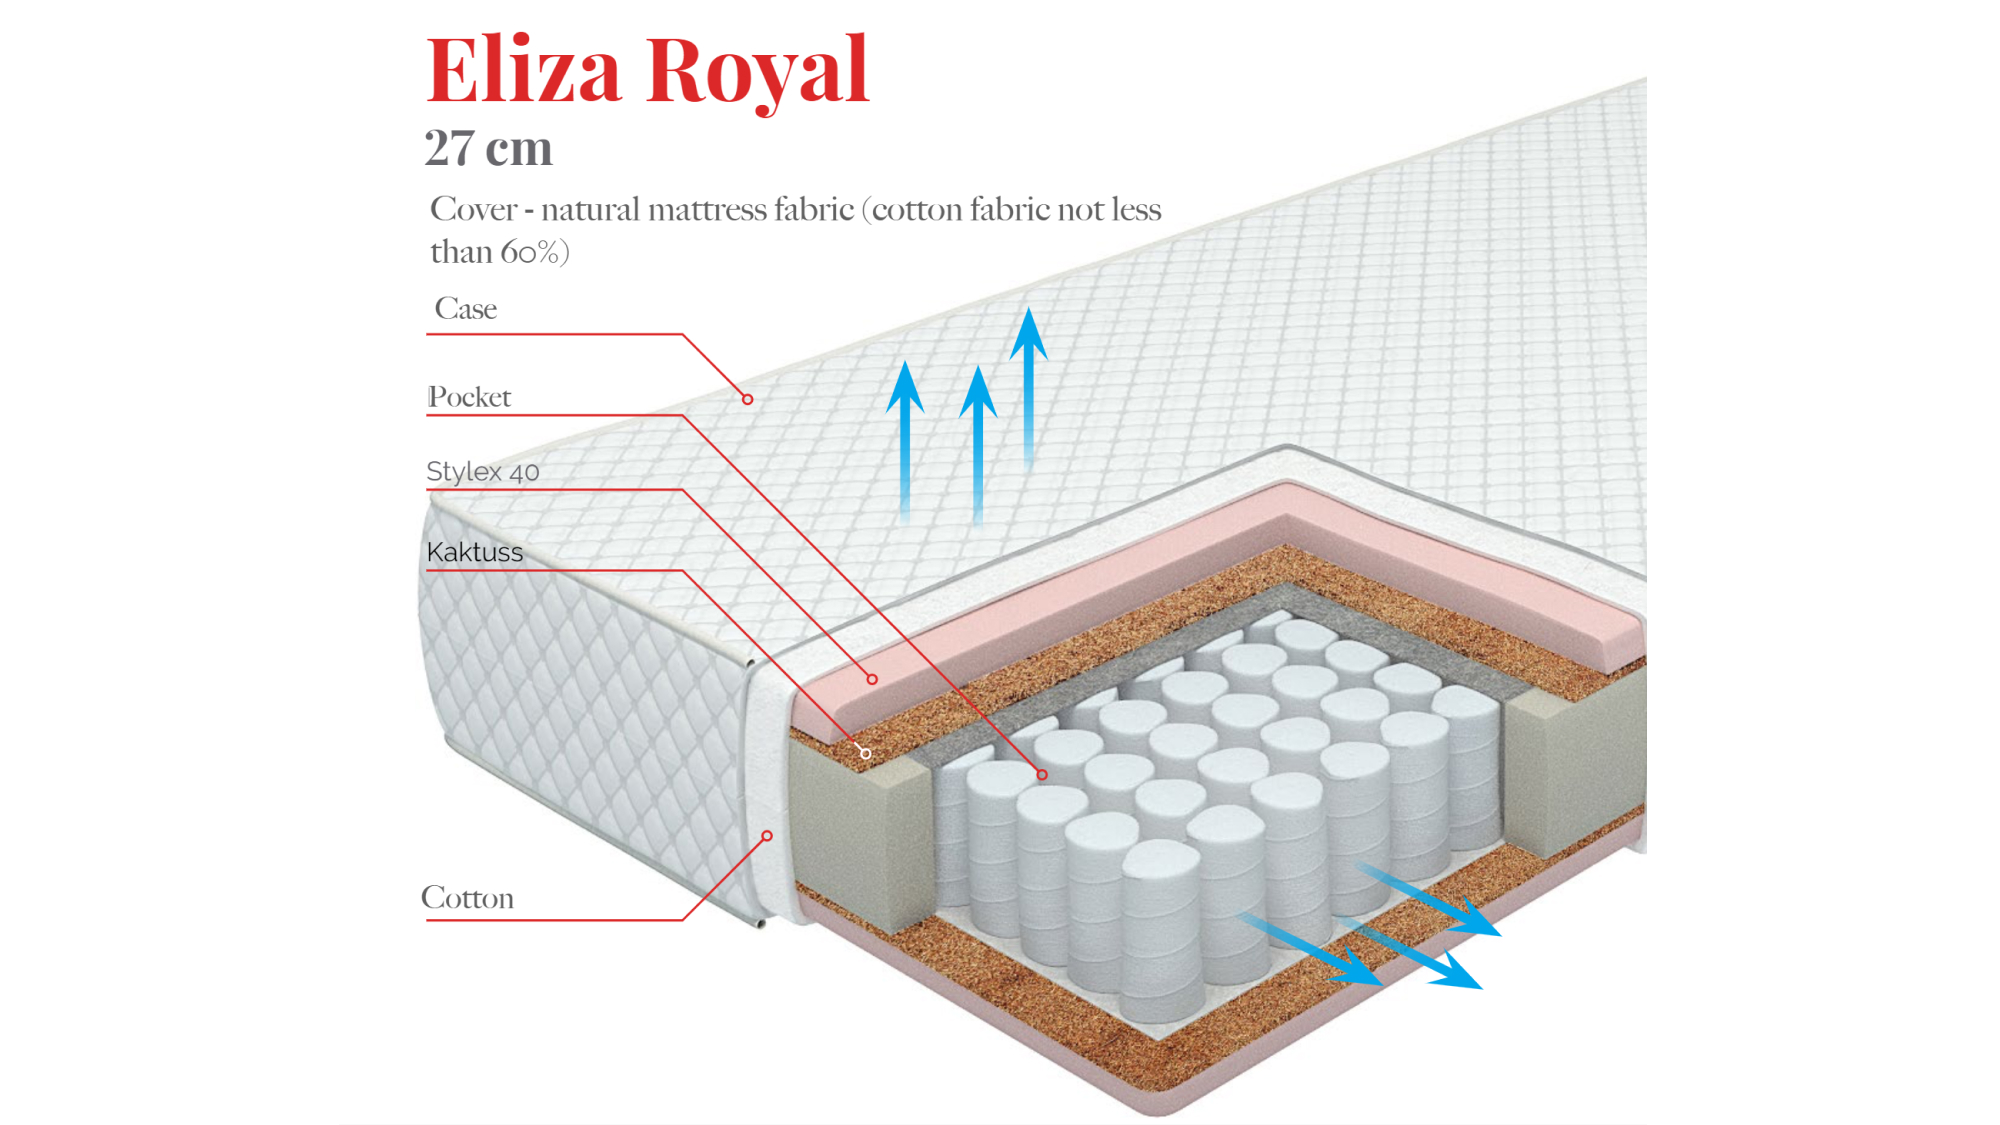 Eliza Royal
27 cm
Cover - natural mattress fabric (cotton fabric not less
than 60%)
Case
Pocket
Stylex 40
Kaktuss
Cotton